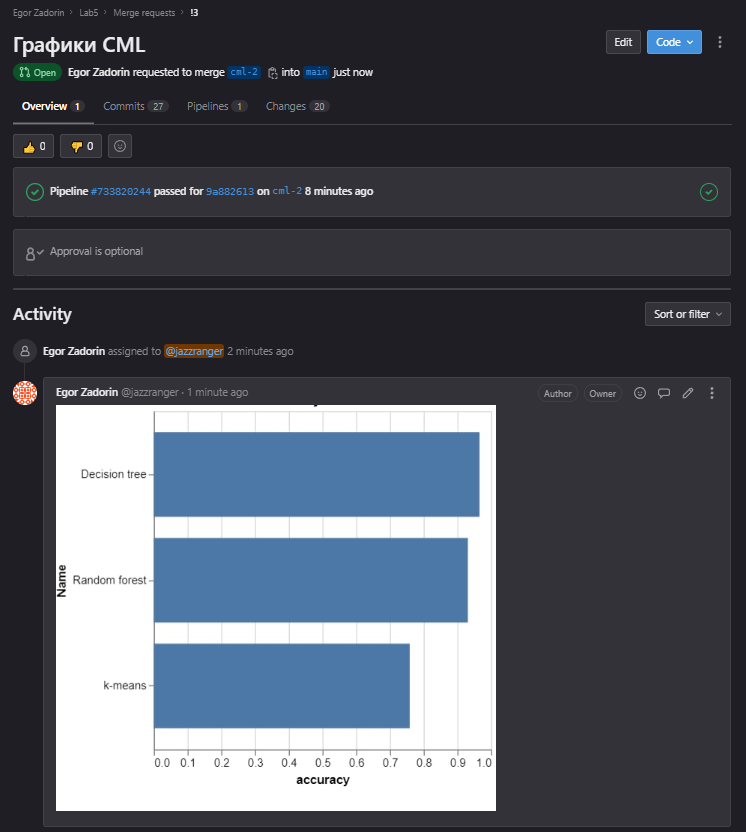 Egor Zadorin > Lab5 > Merge requests > !3
Графики CML
Edit
Code
Open
Egor Zadorin requested to merge cml-2 into main just now
Overview 1
Commits 27
Pipelines 1
Changes 20
👍 0
👎 0
Pipeline #733820244 passed for 9a882613 on cml-2 8 minutes ago
Approval is optional
Activity
Sort or filter
Egor Zadorin assigned to @jazzranger 2 minutes ago
Egor Zadorin @jazzranger · 1 minute ago
Author
Owner
Name
Decision tree
Random forest
k-means
0.0 0.1 0.2 0.3 0.4 0.5 0.6 0.7 0.8 0.9 1.0
accuracy